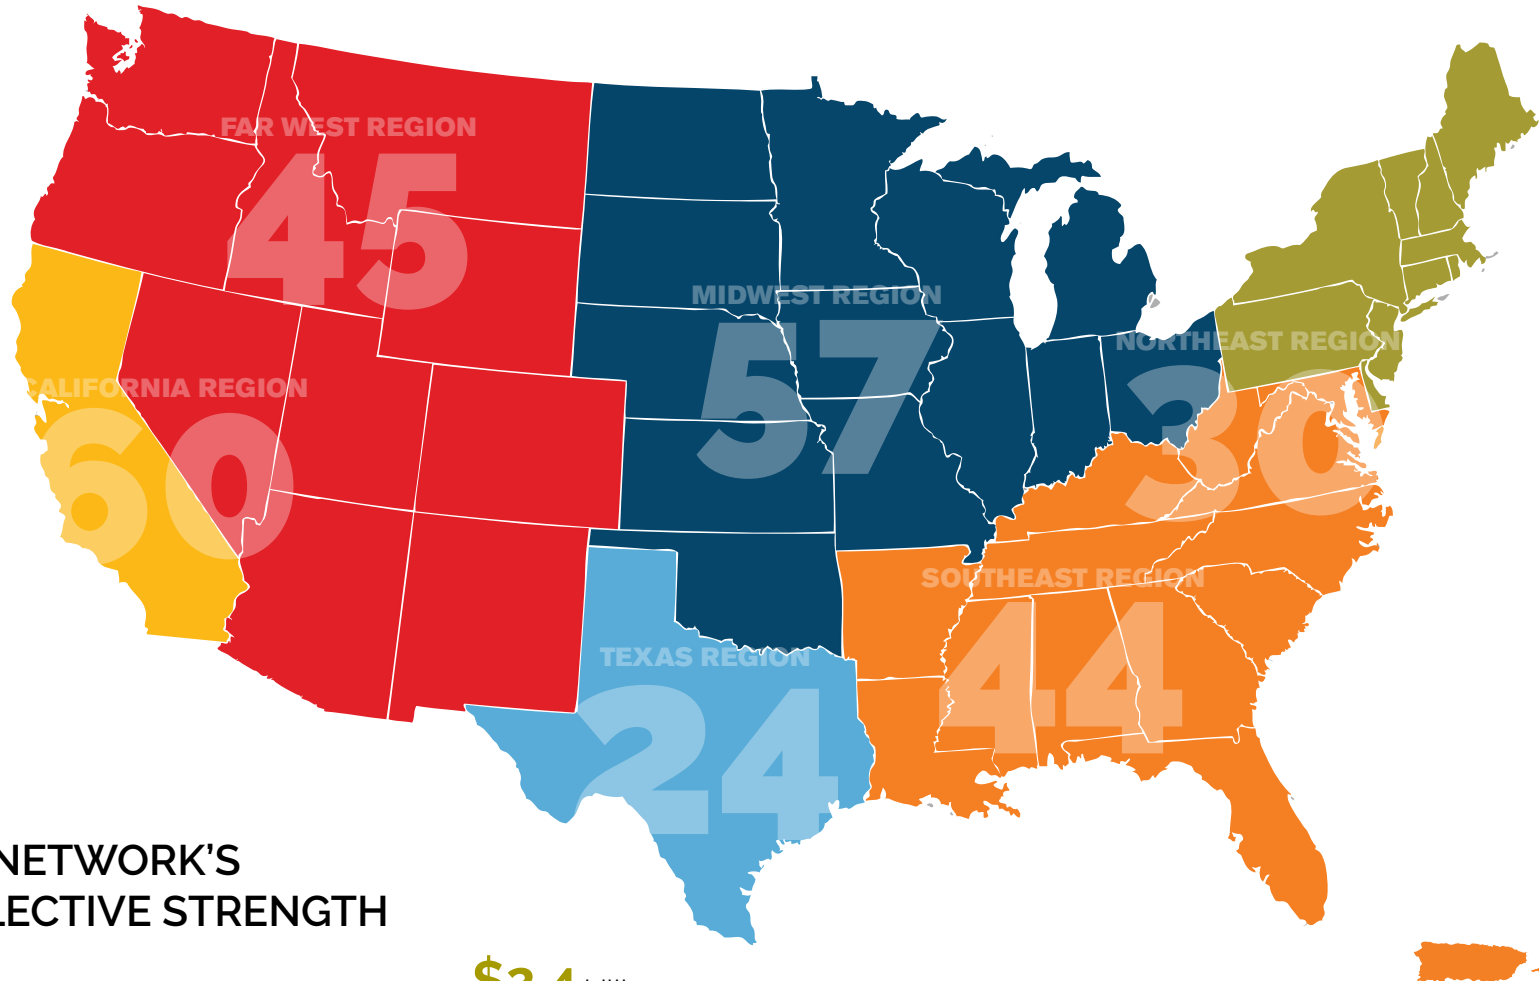 FAR WEST REGION
45
MIDWEST REGION
57
NORTHEAST REGION
30
CALIFORNIA REGION
60
SOUTHEAST REGION
44
TEXAS REGION
24
NETWORK'S
LECTIVE STRENGTH